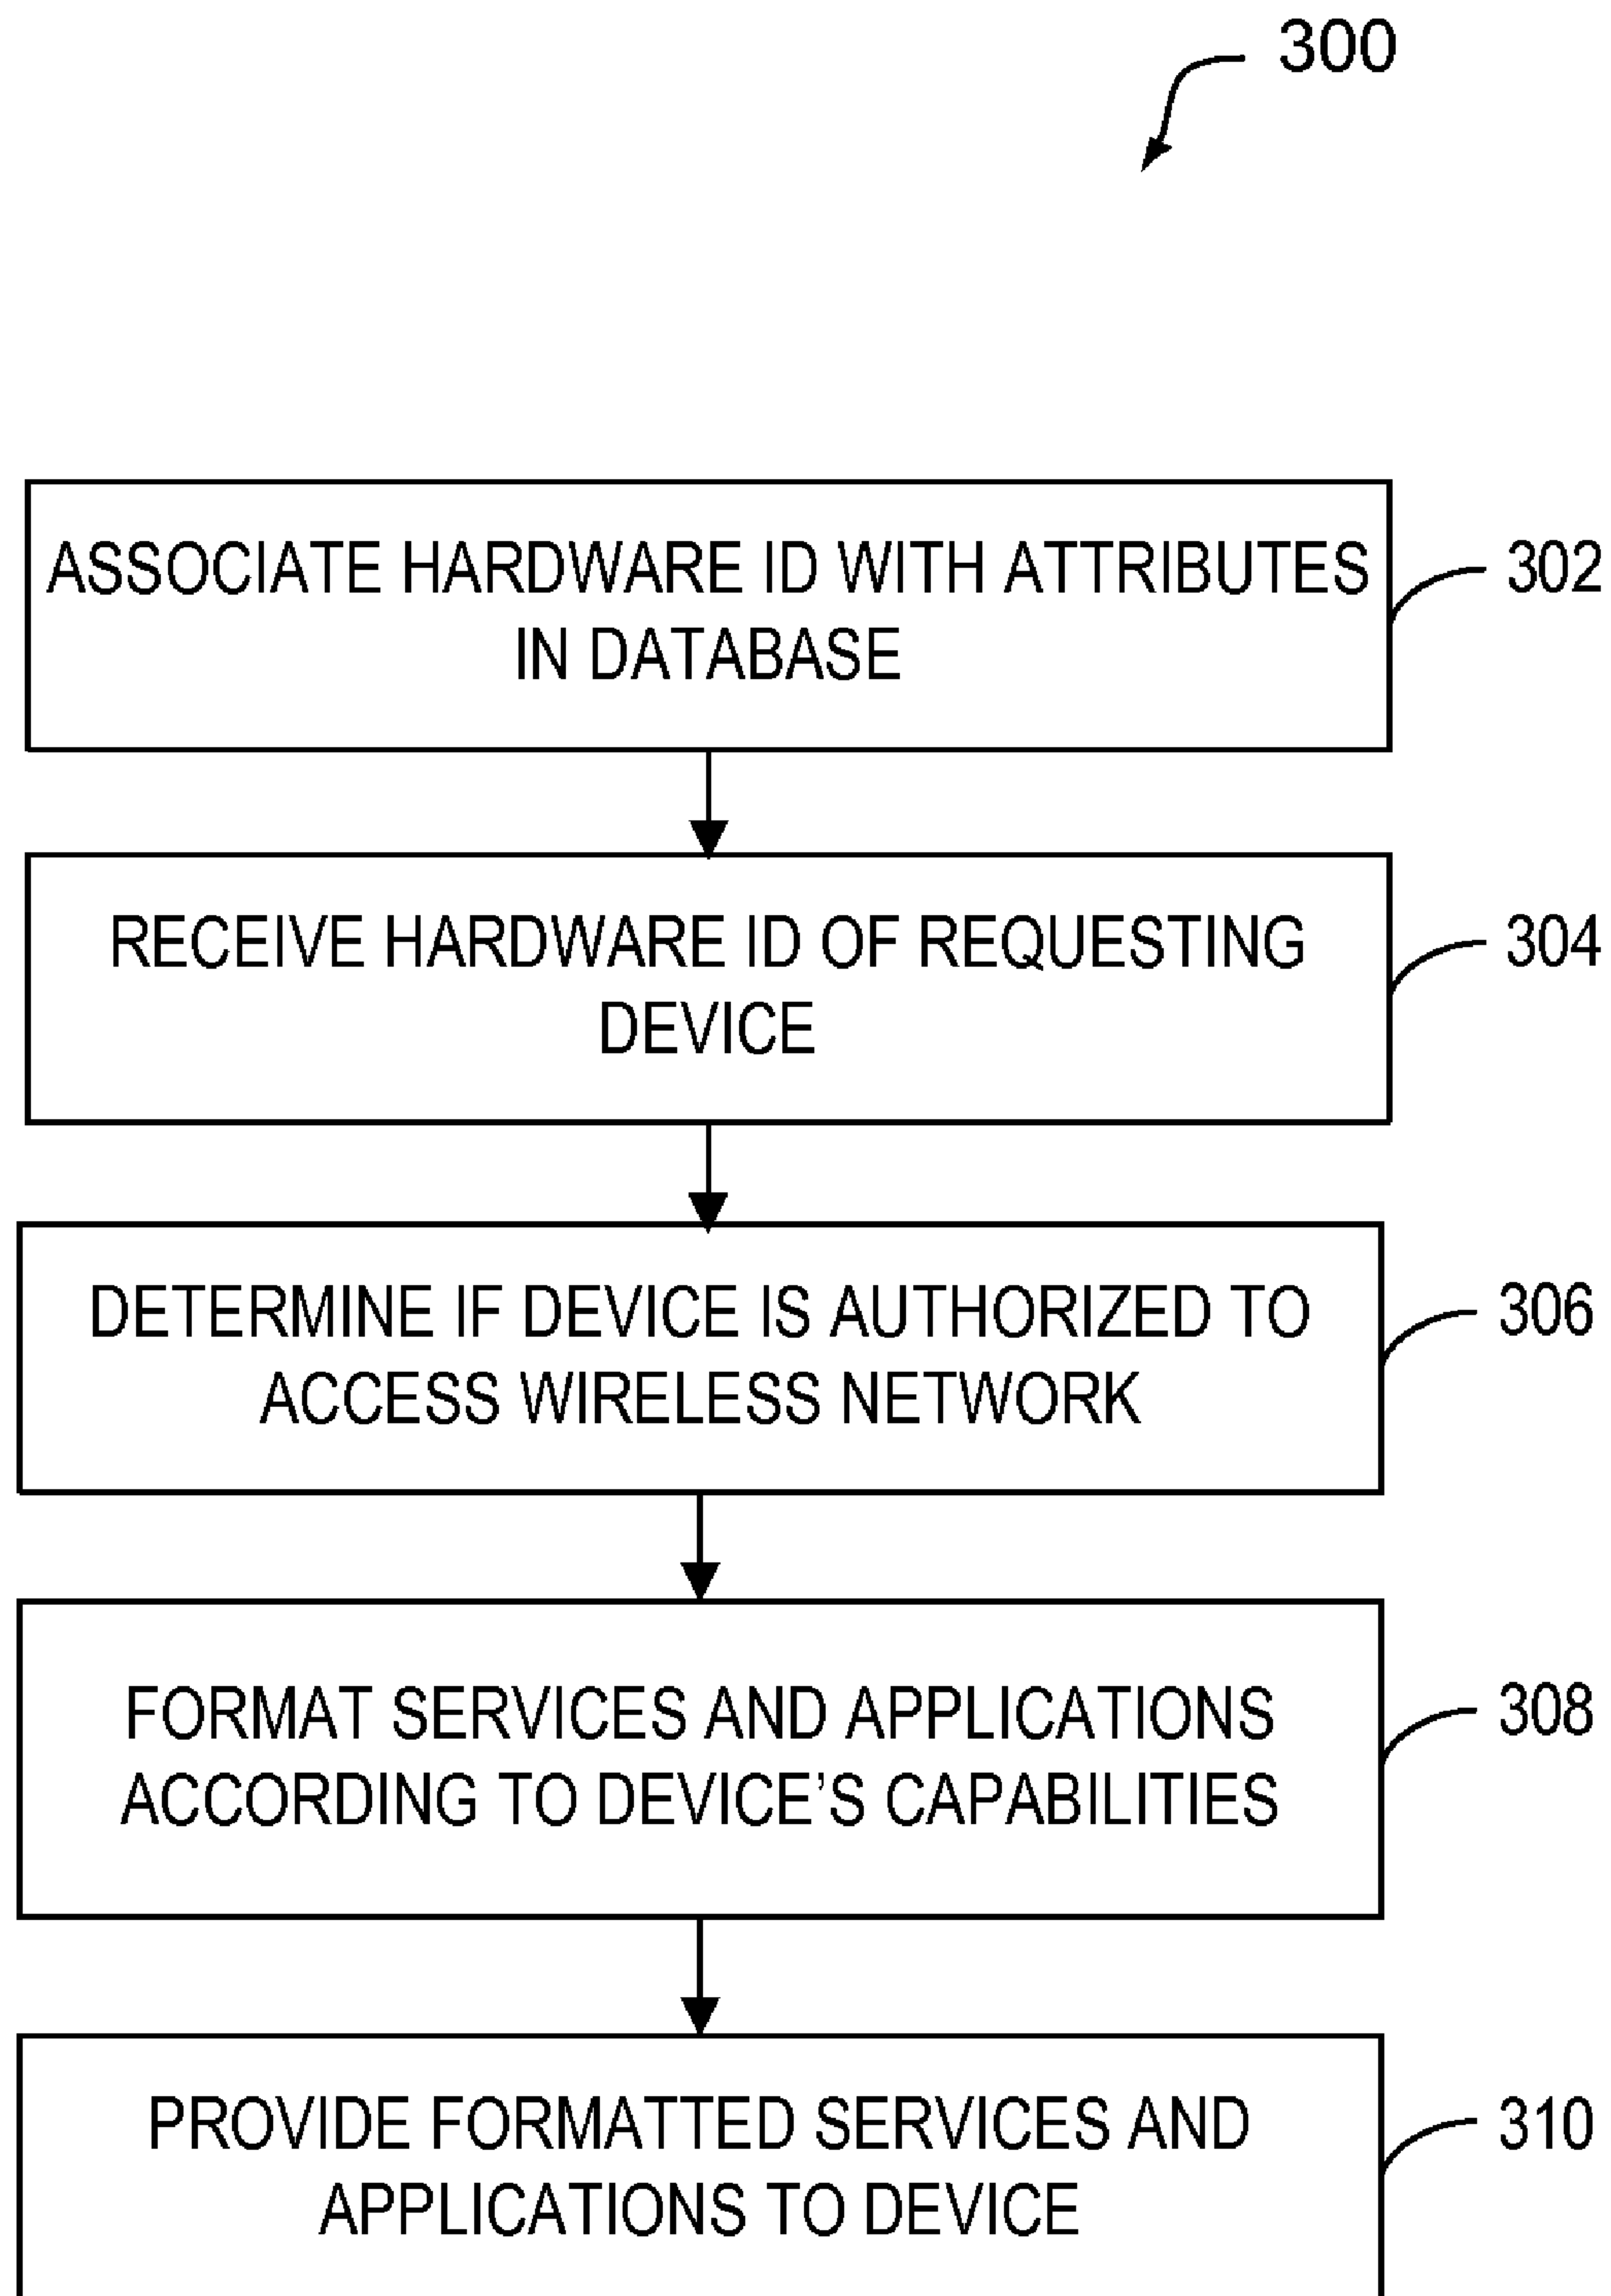 300
ASSOCIATE HARDWARE ID WITH ATTRIBUTES
IN DATABASE
302
RECEIVE HARDWARE ID OF REQUESTING
DEVICE
304
DETERMINE IF DEVICE IS AUTHORIZED TO
ACCESS WIRELESS NETWORK
306
FORMAT SERVICES AND APPLICATIONS
ACCORDING TO DEVICE’S CAPABILITIES
308
PROVIDE FORMATTED SERVICES AND
APPLICATIONS TO DEVICE
310